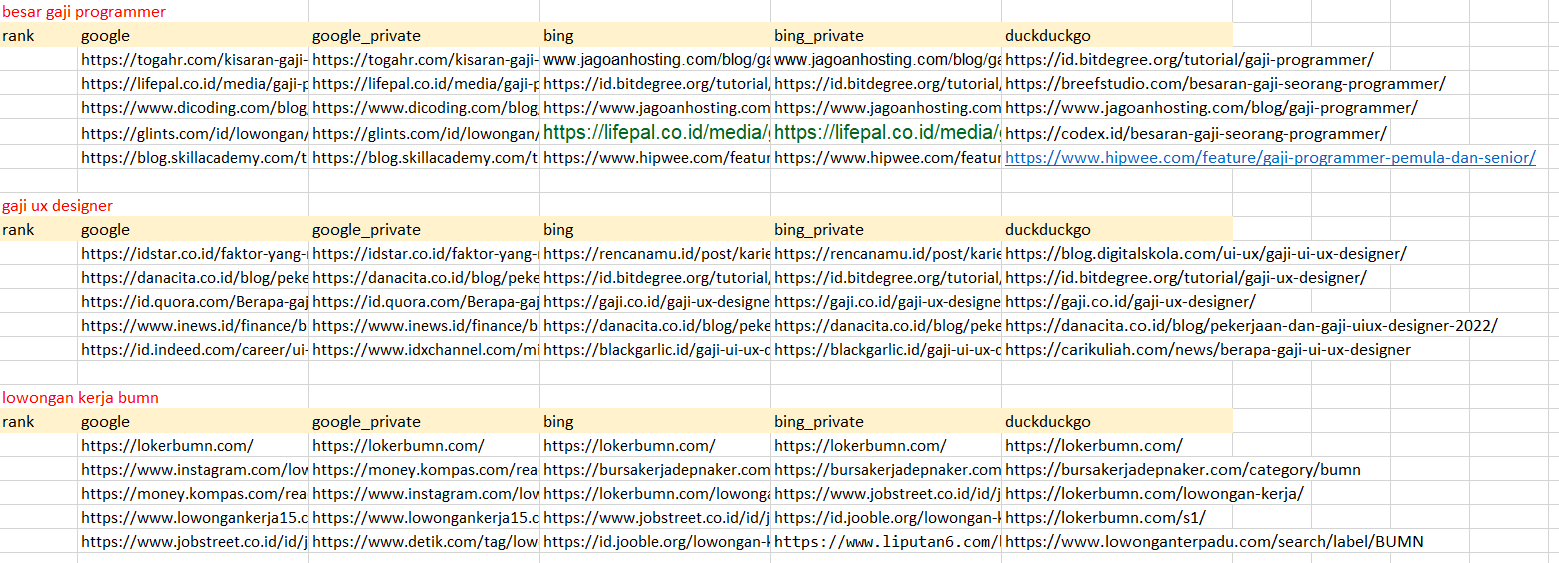 besar gaji programmer
rank google google_private bing bing_private duckduckgo
https://togahr.com/kisaran-gaji- https://togahr.com/kisaran-gaji- www.jagoanhosting.com/blog/ga www.jagoanhosting.com/blog/ga https://id.bitdegree.org/tutorial/gaji-programmer/
https://lifepal.co.id/media/gaji-p https://lifepal.co.id/media/gaji-p https://id.bitdegree.org/tutorial/ https://id.bitdegree.org/tutorial/ https://breefstudio.com/besaran-gaji-seorang-programmer/
https://www.dicoding.com/blog https://www.dicoding.com/blog https://www.jagoanhosting.com https://www.jagoanhosting.com https://www.jagoanhosting.com/blog/gaji-programmer/
https://glints.com/id/lowongan/ https://glints.com/id/lowongan/ https://lifepal.co.id/media/g https://lifepal.co.id/media/g https://codex.id/besaran-gaji-seorang-programmer/
https://blog.skillacademy.com/t https://blog.skillacademy.com/t https://www.hipwee.com/featur https://www.hipwee.com/featur https://www.hipwee.com/feature/gaji-programmer-pemula-dan-senior/
gaji ux designer
rank google google_private bing bing_private duckduckgo
https://idstar.co.id/faktor-yang- https://idstar.co.id/faktor-yang- https://rencanamu.id/post/karie https://rencanamu.id/post/karie https://blog.digitalskola.com/ui-ux/gaji-ui-ux-designer/
https://danacita.co.id/blog/peke https://danacita.co.id/blog/peke https://id.bitdegree.org/tutorial/ https://id.bitdegree.org/tutorial/ https://id.bitdegree.org/tutorial/gaji-ux-designer/
https://id.quora.com/Berapa-gaj https://id.quora.com/Berapa-gaj https://gaji.co.id/gaji-ux-designe https://gaji.co.id/gaji-ux-designe https://gaji.co.id/gaji-ux-designer/
https://www.inews.id/finance/b https://www.inews.id/finance/b https://danacita.co.id/blog/peke https://danacita.co.id/blog/peke https://danacita.co.id/blog/pekerjaan-dan-gaji-uiux-designer-2022/
https://id.indeed.com/career/ui- https://www.idxchannel.com/mi https://blackgarlic.id/gaji-ui-ux-d https://blackgarlic.id/gaji-ui-ux-d https://carikuliah.com/news/berapa-gaji-ui-ux-designer
lowongan kerja bumn
rank google google_private bing bing_private duckduckgo
https://lokerbumn.com/ https://lokerbumn.com/ https://lokerbumn.com/ https://lokerbumn.com/ https://lokerbumn.com/
https://www.instagram.com/low https://money.kompas.com/rea https://bursakerjadepnaker.com https://bursakerjadepnaker.com https://bursakerjadepnaker.com/category/bumn
https://money.kompas.com/rea https://www.instagram.com/low https://lokerbumn.com/lowonga https://www.jobstreet.co.id/id/j https://lokerbumn.com/lowongan-kerja/
https://www.lowongankerja15.c https://www.lowongankerja15.c https://www.jobstreet.co.id/id/j https://id.jooble.org/lowongan-k https://lokerbumn.com/s1/
https://www.jobstreet.co.id/id/j https://www.detik.com/tag/low https://id.jooble.org/lowongan-k https://www.liputan6.com/ https://www.lowonganterpadu.com/search/label/BUMN